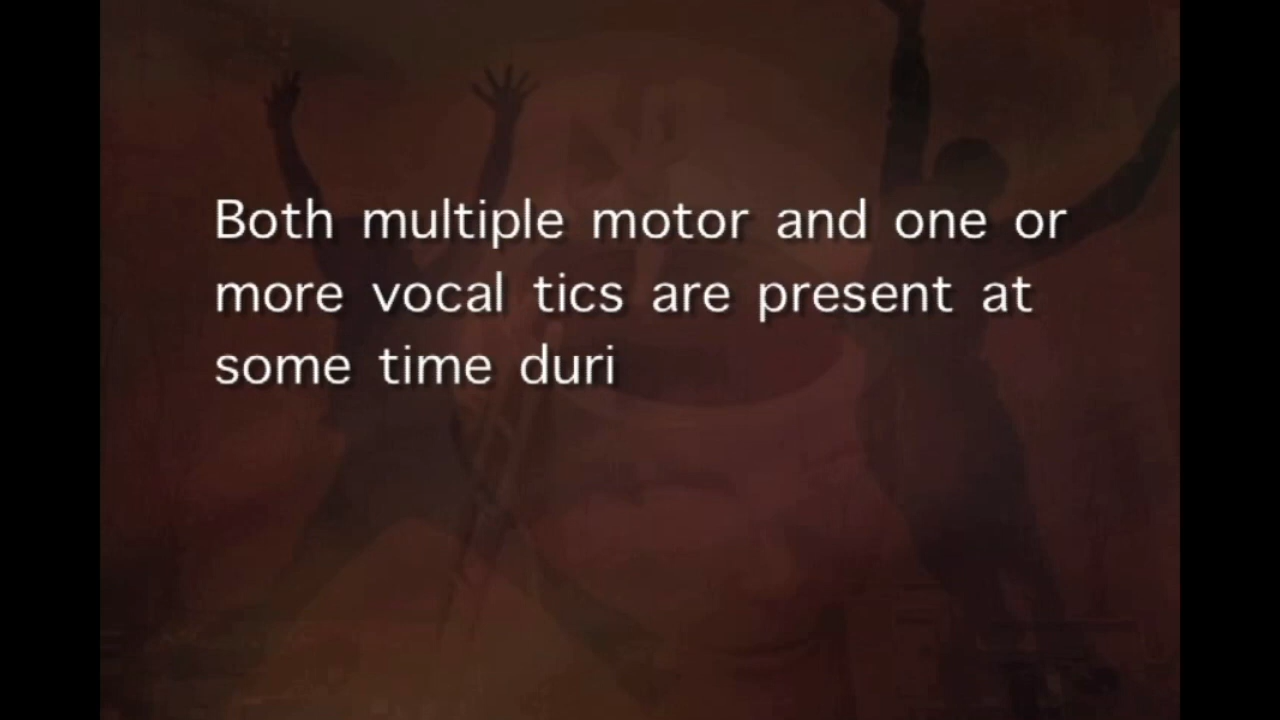 Both multiple motor and one or
more vocal tics are present at
some time duri